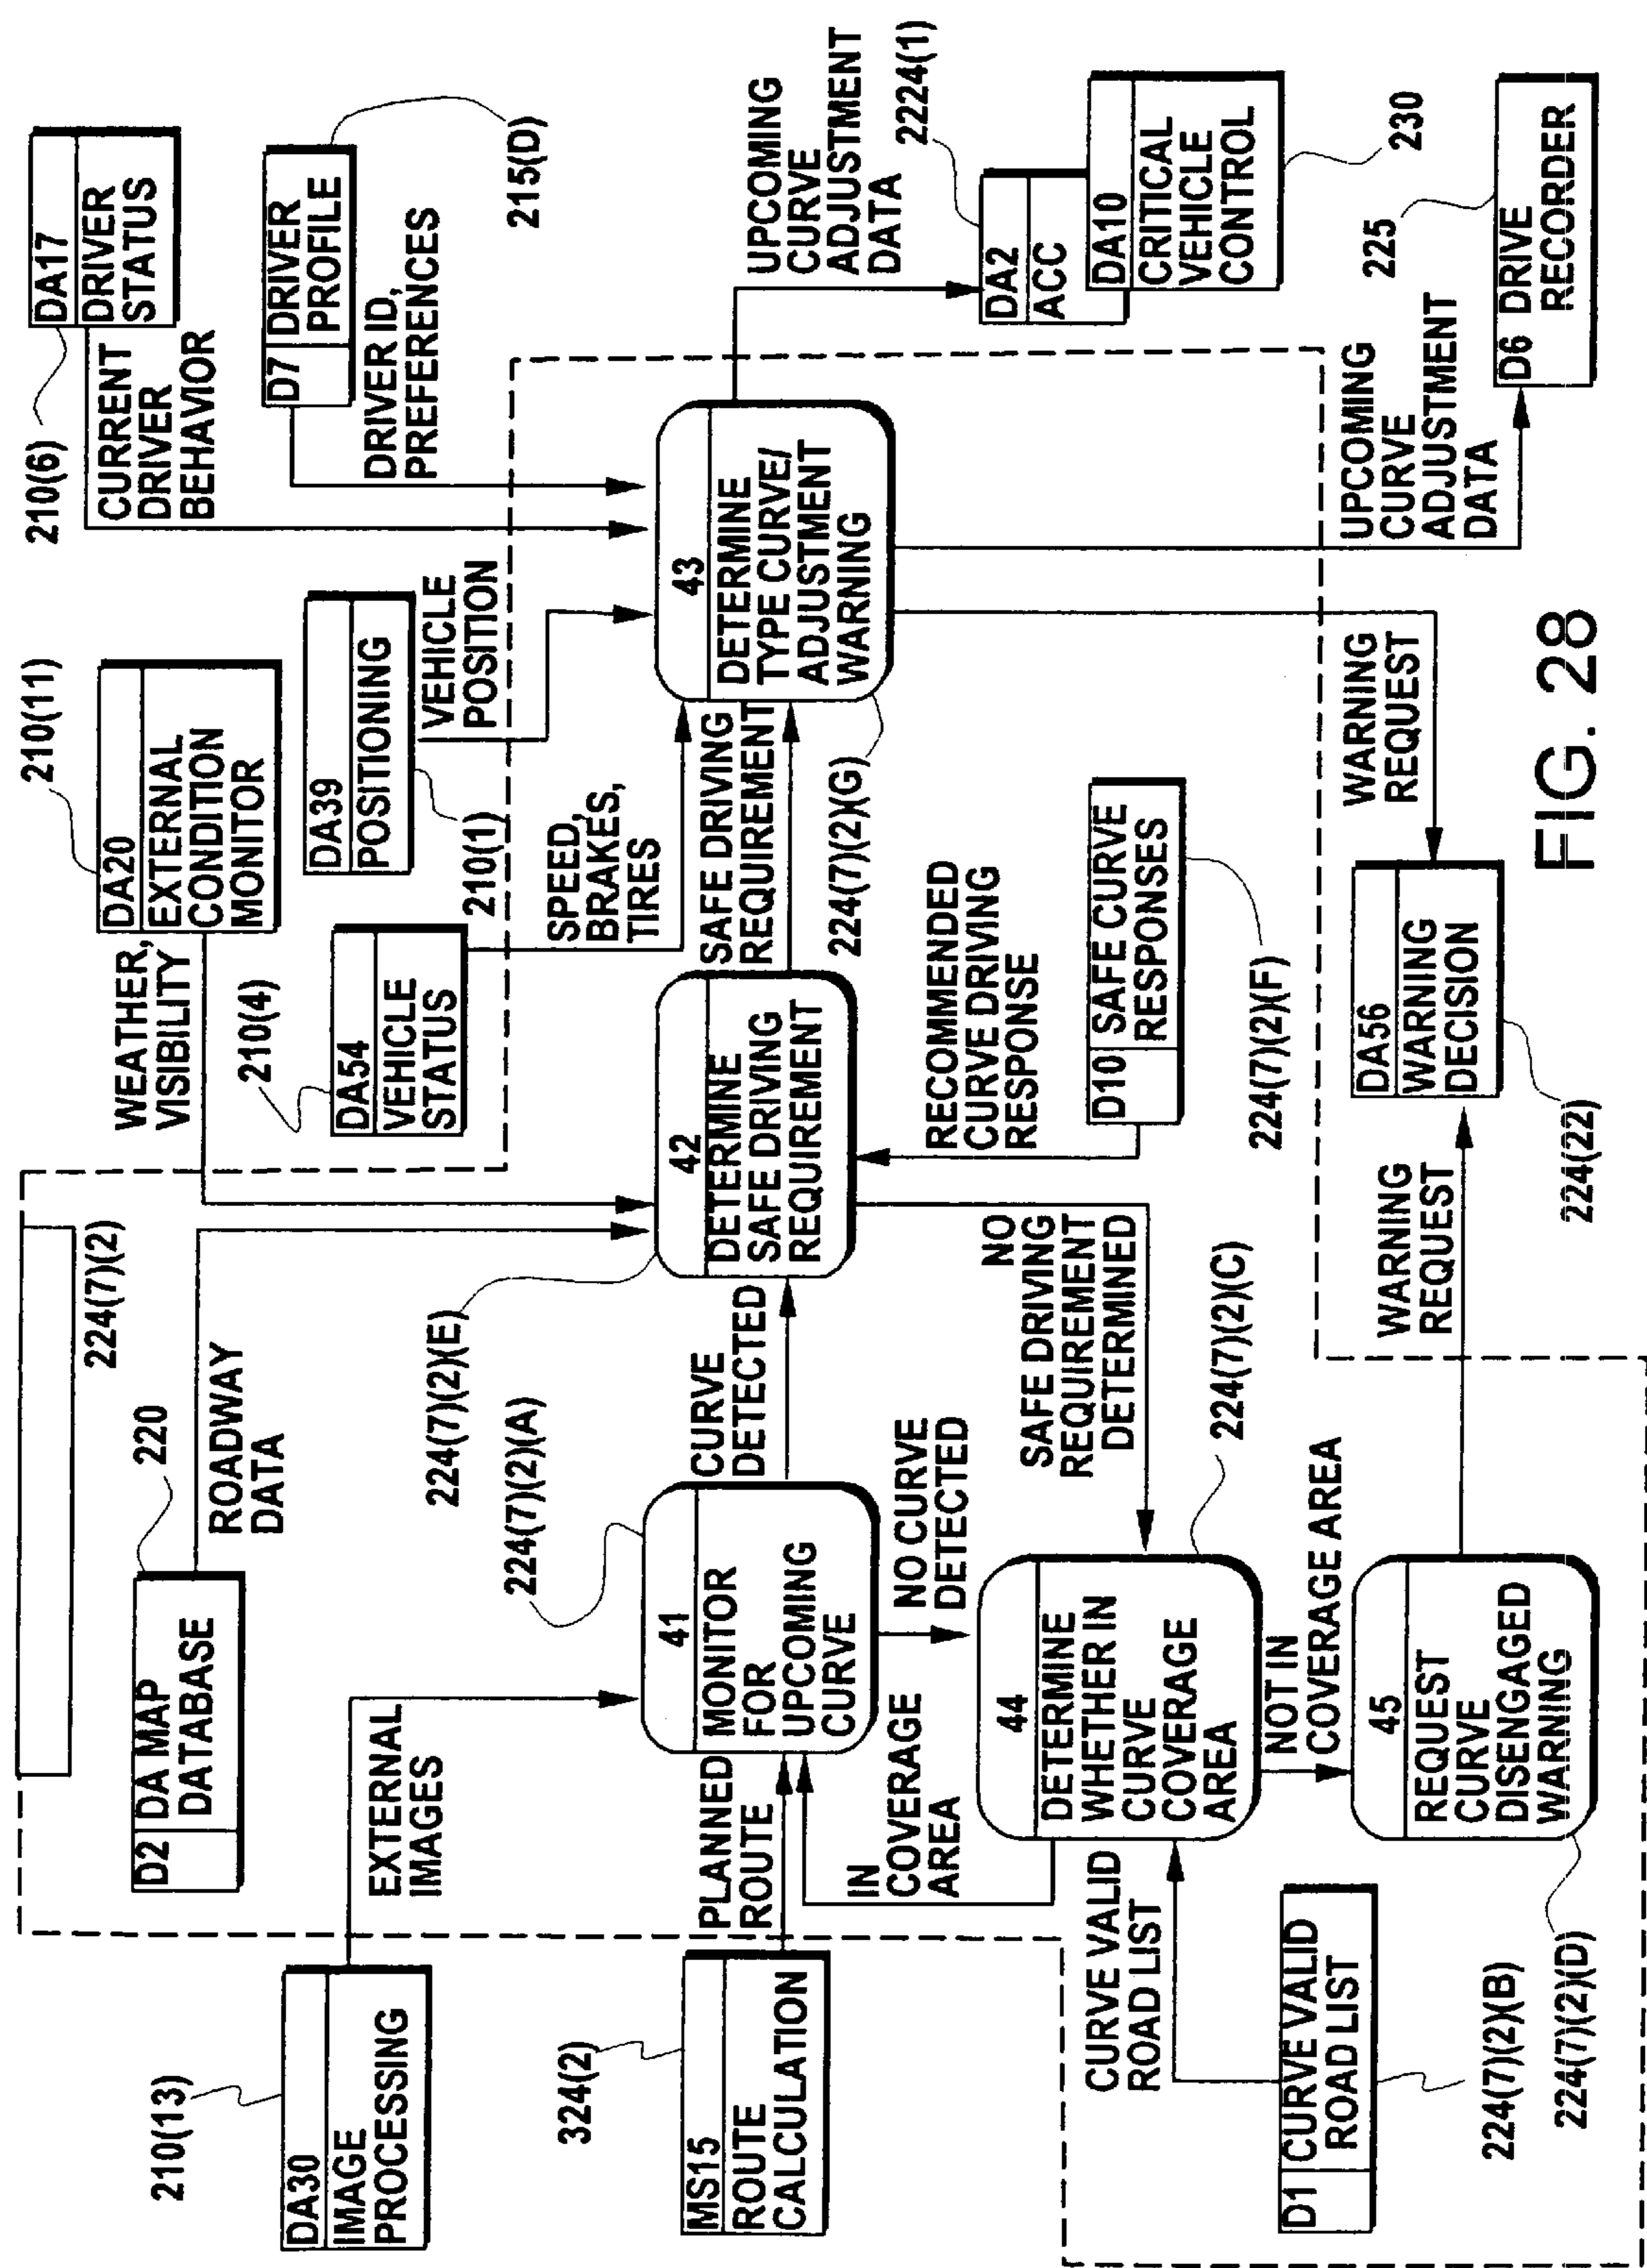 224(7)(2)
210(13)
DA30
IMAGE
PROCESSING
EXTERNAL
IMAGES
D2
DA MAP
DATABASE
220
ROADWAY
DATA
WEATHER,
VISIBILITY
210(11)
DA20
EXTERNAL
CONDITION
MONITOR
210(4)
DA54
VEHICLE
STATUS
SPEED,
BRAKES,
TIRES
DA39
POSITIONING
210(1)
VEHICLE
POSITION
210(6)
DA17
DRIVER
STATUS
CURRENT
DRIVER
BEHAVIOR
D7
DRIVER
PROFILE
215(D)
DRIVER ID,
PREFERENCES
324(2)
MS15
ROUTE
CALCULATION
PLANNED
ROUTE
224(7)(2)(A)
41
MONITOR
FOR
UPCOMING
CURVE
CURVE
DETECTED
224(7)(2)(E)
42
DETERMINE
SAFE DRIVING
REQUIREMENT
SAFE DRIVING
REQUIREMENT
43
DETERMINE
TYPE CURVE/
ADJUSTMENT
WARNING
224(7)(2)(G)
UPCOMING
CURVE
ADJUSTMENT
DATA
2224(1)
DA2
ACC
DA10
CRITICAL
VEHICLE
CONTROL
230
IN
COVERAGE
AREA
NO CURVE
DETECTED
NO
SAFE DRIVING
REQUIREMENT
DETERMINED
RECOMMENDED
CURVE DRIVING
RESPONSE
D10
SAFE CURVE
RESPONSES
224(7)(2)(F)
CURVE VALID
ROAD LIST
44
DETERMINE
WHETHER IN
CURVE
COVERAGE
AREA
224(7)(2)(C)
D1
CURVE VALID
ROAD LIST
224(7)(2)(B)
NOT IN
COVERAGE AREA
45
REQUEST
CURVE
DISENGAGED
WARNING
224(7)(2)(D)
WARNING
REQUEST
DA56
WARNING
DECISION
224(22)
WARNING
REQUEST
UPCOMING
CURVE
ADJUSTMENT
DATA
225
D6
DRIVE
RECORDER
FIG. 28